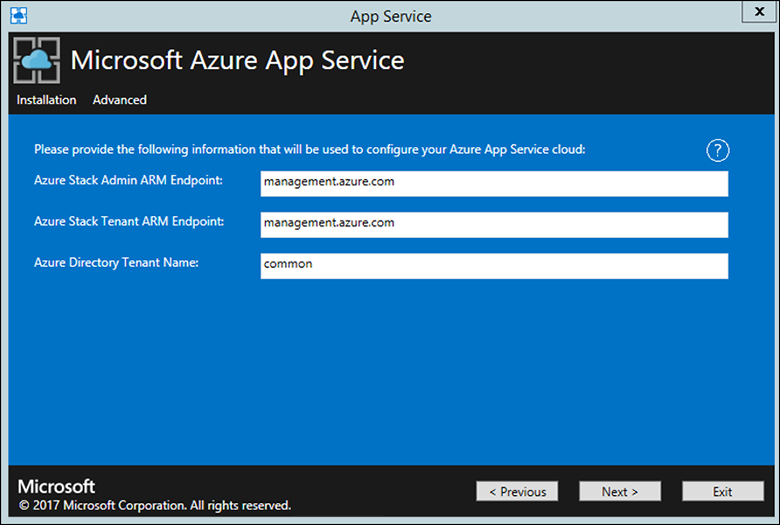 App Service
X
Microsoft Azure App Service
Installation Advanced
Please provide the following information that will be used to configure your Azure App Service cloud:
?
Azure Stack Admin ARM Endpoint: management.azure.com
Azure Stack Tenant ARM Endpoint: management.azure.com
Azure Directory Tenant Name: common
Microsoft
© 2017 Microsoft Corporation. All rights reserved.
< Previous Next > Exit